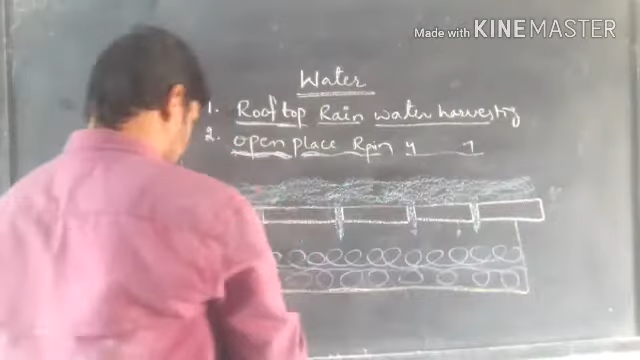 Made with KINEMASTER
Water
1. Roof top Rain water harvesting
2. open place Rain 〃 〃